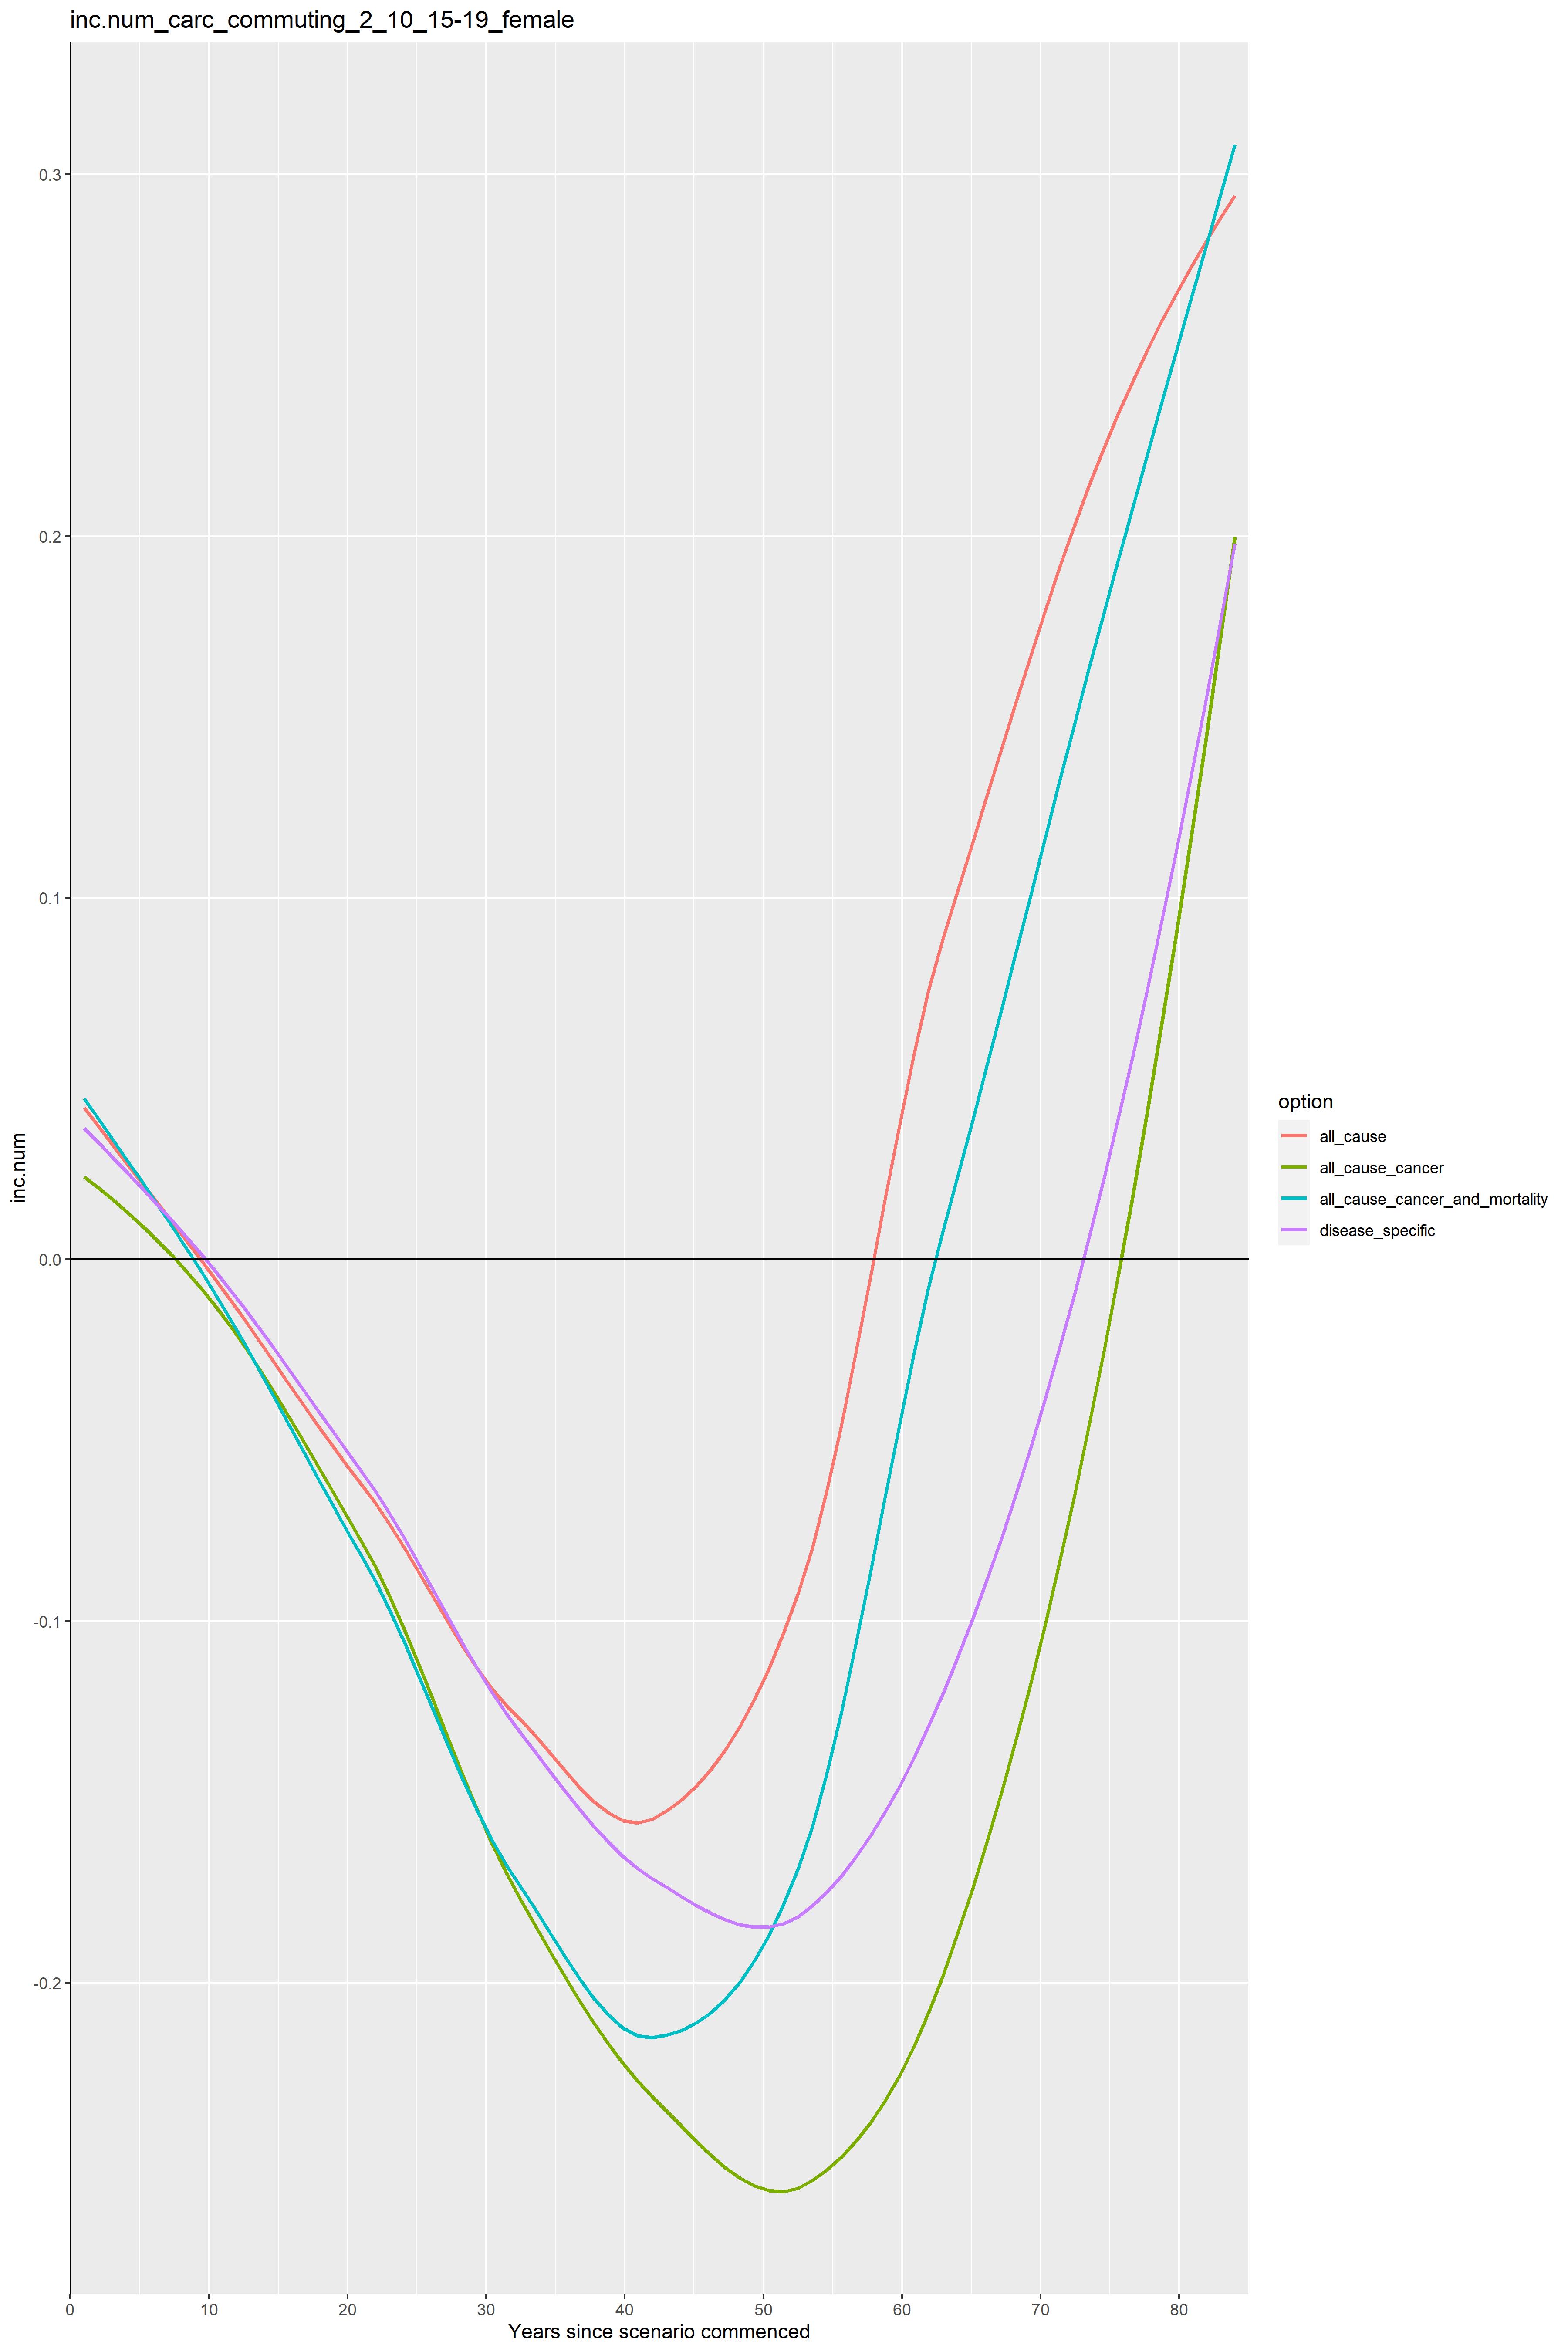 inc.num_carc_commuting_2_10_15-19_female
0.3
0.2
0.1
0.0
-0.1
-0.2
inc.num
0 10 20 30 40 50 60 70 80
Years since scenario commenced
option
all_cause
all_cause_cancer
all_cause_cancer_and_mortality
disease_specific